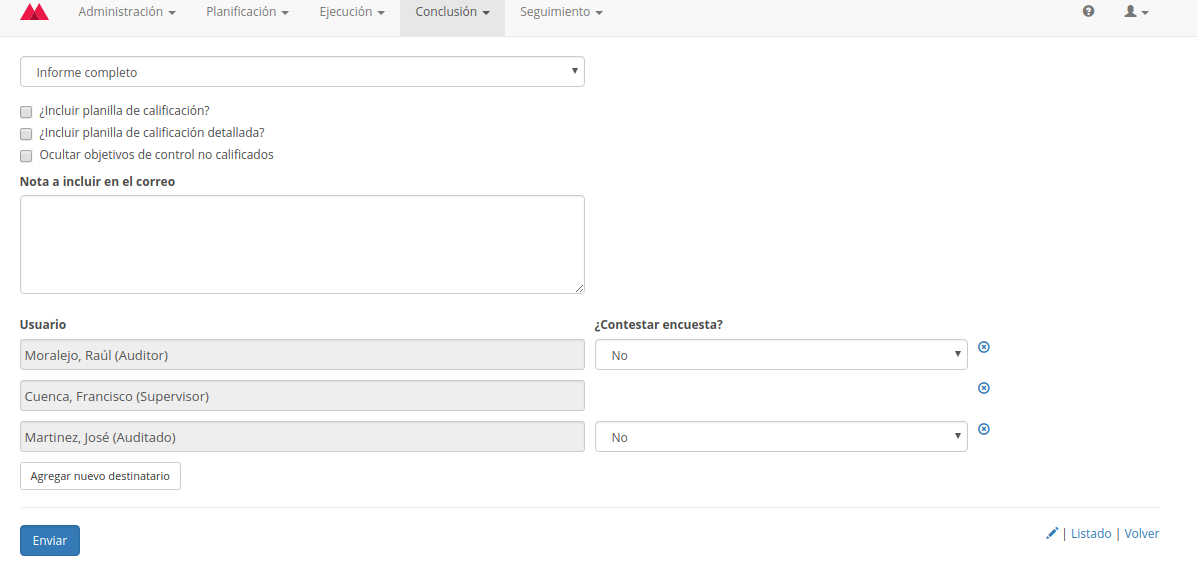 Administración Planificación Ejecución Conclusión Seguimiento
Informe completo
¿Incluir planilla de calificación?
¿Incluir planilla de calificación detallada?
Ocultar objetivos de control no calificados
Nota a incluir en el correo
Usuario ¿Contestar encuesta?
Moralejo, Raúl (Auditor) No
Cuenca, Francisco (Supervisor)
Martinez, José (Auditado) No
Agregar nuevo destinatario
Enviar | Listado | Volver